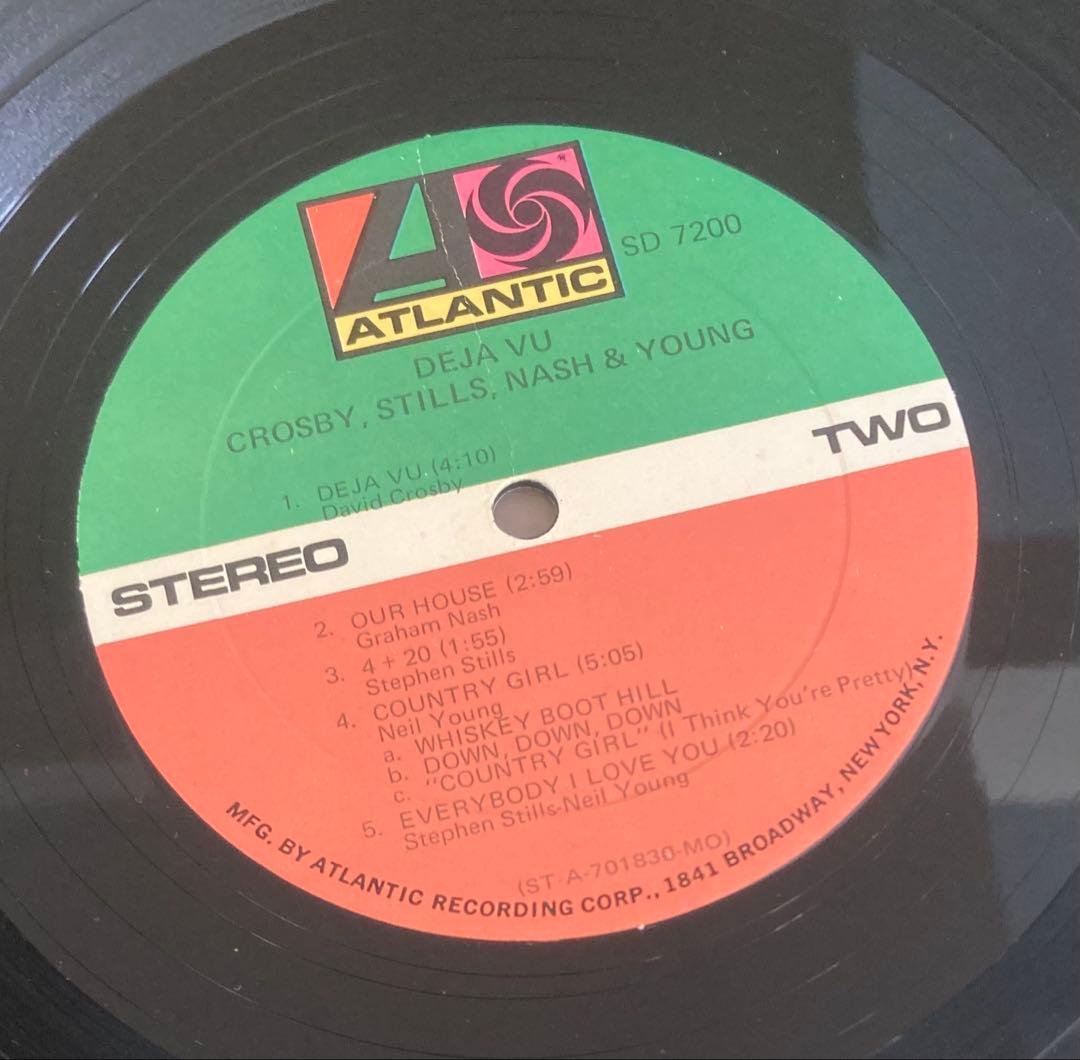 ATLANTIC
SD 7200
DEJA VU
CROSBY, STILLS, NASH & YOUNG
1. DEJA VU (4:10)
David Crosby
STEREO
TWO
2. OUR HOUSE (2:59)
Graham Nash
3. 4 + 20 (1:55)
Stephen Stills
4. COUNTRY GIRL (5:05)
Neil Young
a. WHISKEY BOOT HILL
b. DOWN, DOWN, DOWN
c. "COUNTRY GIRL" (I Think You're Pretty)
5. EVERYBODY I LOVE YOU (2:20)
Stephen Stills-Neil Young
(ST-A-701830-MO)
MFG. BY ATLANTIC RECORDING CORP., 1841 BROADWAY, NEW YORK, N.Y.